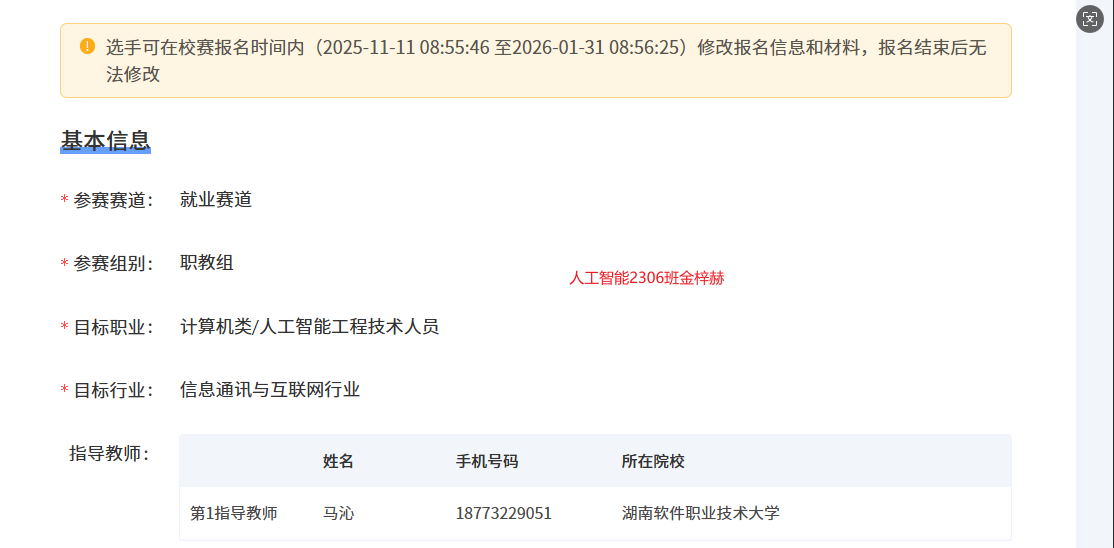 选手可在校赛报名时间内（2025-11-11 08:55:46 至2026-01-31 08:56:25）修改报名信息和材料，报名结束后无
法修改
基本信息
* 参赛赛道： 就业赛道
* 参赛组别： 职教组
人工智能2306班金梓赫
* 目标职业： 计算机类/人工智能工程技术人员
* 目标行业： 信息通讯与互联网行业
指导教师：
姓名 手机号码 所在院校
第1指导教师 马沁 18773229051 湖南软件职业技术大学